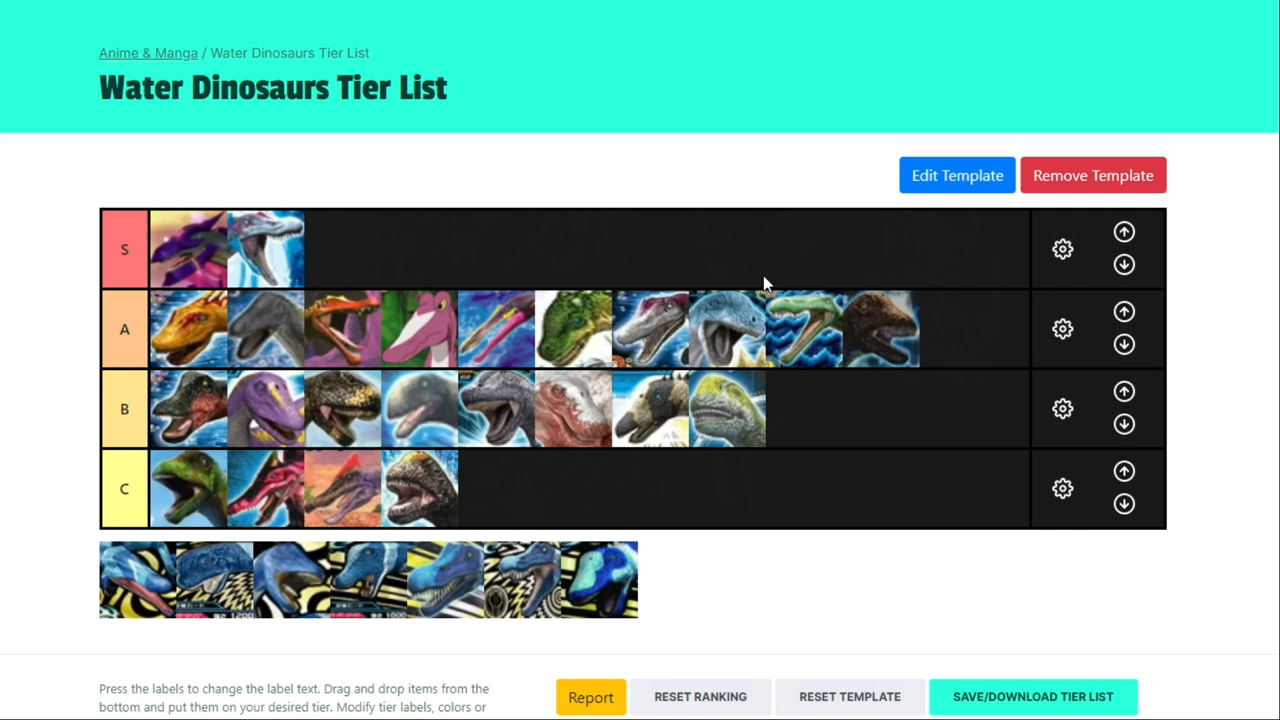 Anime & Manga / Water Dinosaurs Tier List
Water Dinosaurs Tier List
Edit Template
Remove Template
S
A
B
C
1200
1000
Press the labels to change the label text. Drag and drop items from the
bottom and put them on your desired tier. Modify tier labels, colors or
Report
RESET RANKING
RESET TEMPLATE
SAVE/DOWNLOAD TIER LIST